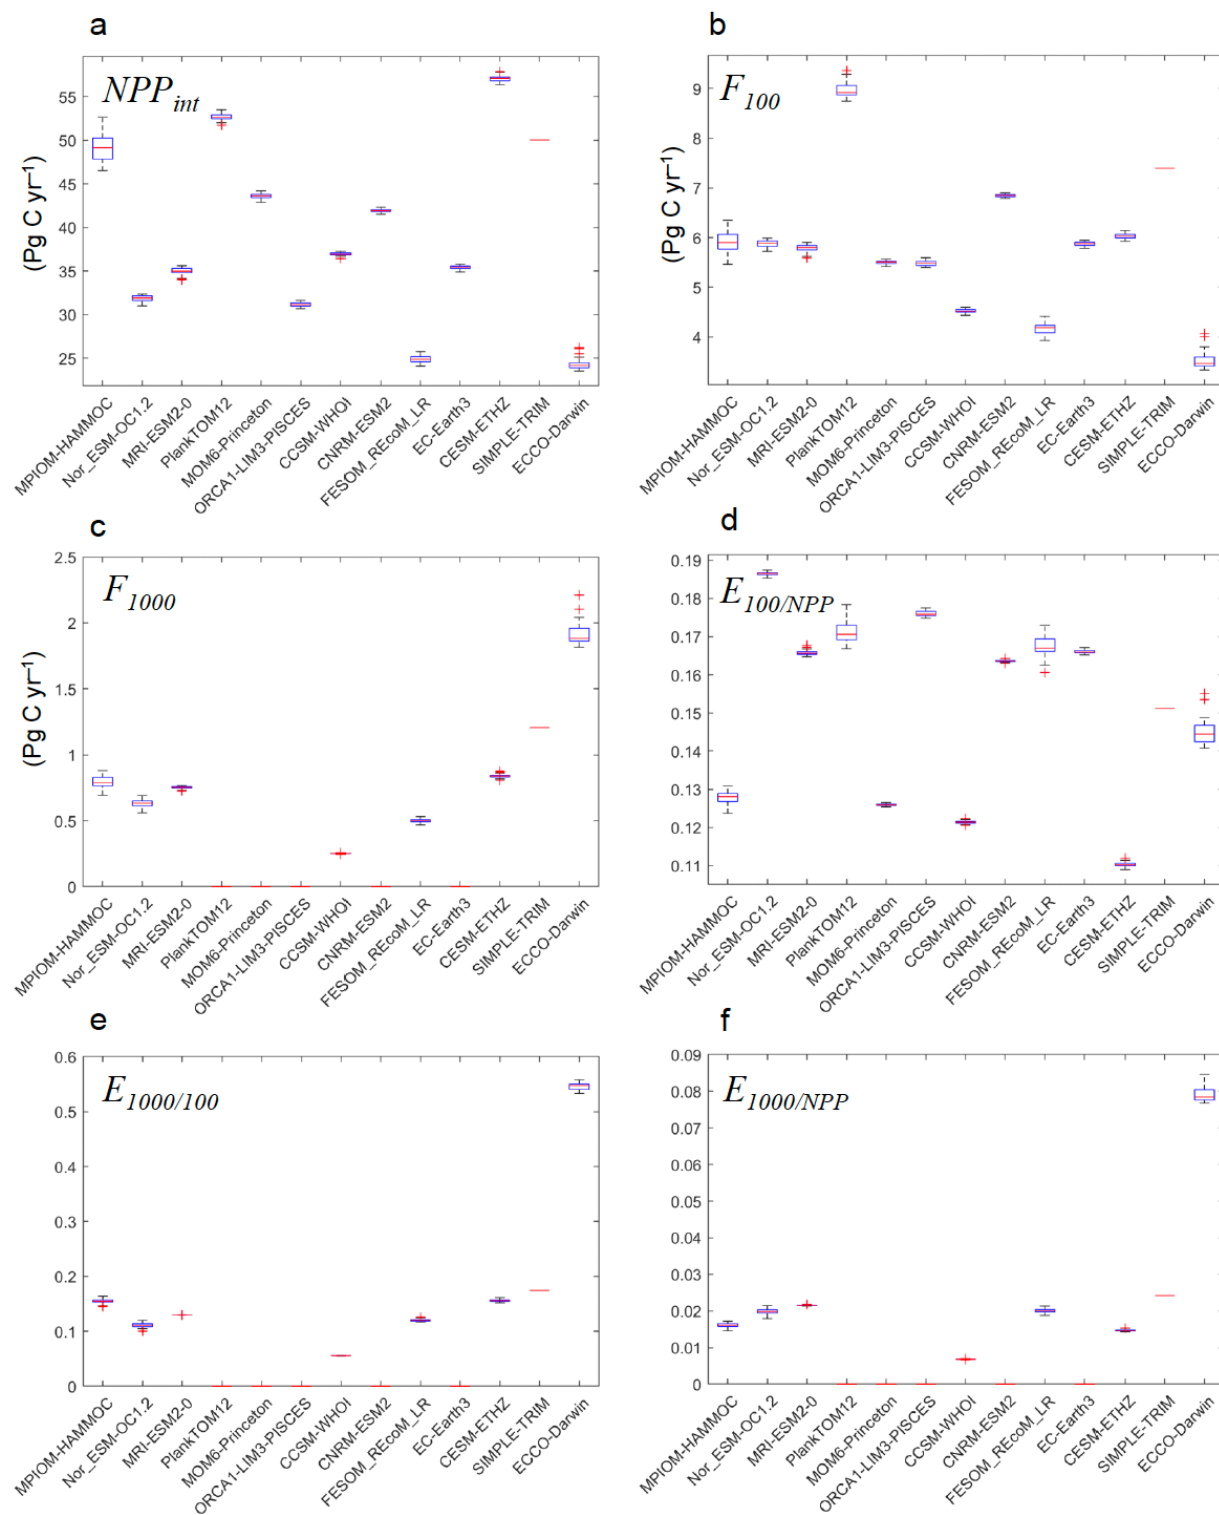 a
NPP_int
(Pg C yr⁻¹)
55
50
45
40
35
30
25
MPIOM-HAMMOC
Nor_ESM-OC1.2
MRI-ESM2-0
PlankTOM12
MOM6-Princeton
ORCA1-LIM3-PISCES
CCSM-WHOI
CNRM-ESM2
FESOM_REcoM_LR
EC-Earth3
CESM-ETHZ
SIMPLE-TRIM
ECCO-Darwin
b
F_100
(Pg C yr⁻¹)
9
8
7
6
5
4
MPIOM-HAMMOC
Nor_ESM-OC1.2
MRI-ESM2-0
PlankTOM12
MOM6-Princeton
ORCA1-LIM3-PISCES
CCSM-WHOI
CNRM-ESM2
FESOM_REcoM_LR
EC-Earth3
CESM-ETHZ
SIMPLE-TRIM
ECCO-Darwin
c
F_1000
(Pg C yr⁻¹)
2.5
2
1.5
1
0.5
0
MPIOM-HAMMOC
Nor_ESM-OC1.2
MRI-ESM2-0
PlankTOM12
MOM6-Princeton
ORCA1-LIM3-PISCES
CCSM-WHOI
CNRM-ESM2
FESOM_REcoM_LR
EC-Earth3
CESM-ETHZ
SIMPLE-TRIM
ECCO-Darwin
d
E_100/NPP
0.19
0.18
0.17
0.16
0.15
0.14
0.13
0.12
0.11
MPIOM-HAMMOC
Nor_ESM-OC1.2
MRI-ESM2-0
PlankTOM12
MOM6-Princeton
ORCA1-LIM3-PISCES
CCSM-WHOI
CNRM-ESM2
FESOM_REcoM_LR
EC-Earth3
CESM-ETHZ
SIMPLE-TRIM
ECCO-Darwin
e
E_1000/100
0.6
0.5
0.4
0.3
0.2
0.1
0
MPIOM-HAMMOC
Nor_ESM-OC1.2
MRI-ESM2-0
PlankTOM12
MOM6-Princeton
ORCA1-LIM3-PISCES
CCSM-WHOI
CNRM-ESM2
FESOM_REcoM_LR
EC-Earth3
CESM-ETHZ
SIMPLE-TRIM
ECCO-Darwin
f
E_1000/NPP
0.09
0.08
0.07
0.06
0.05
0.04
0.03
0.02
0.01
0
MPIOM-HAMMOC
Nor_ESM-OC1.2
MRI-ESM2-0
PlankTOM12
MOM6-Princeton
ORCA1-LIM3-PISCES
CCSM-WHOI
CNRM-ESM2
FESOM_REcoM_LR
EC-Earth3
CESM-ETHZ
SIMPLE-TRIM
ECCO-Darwin